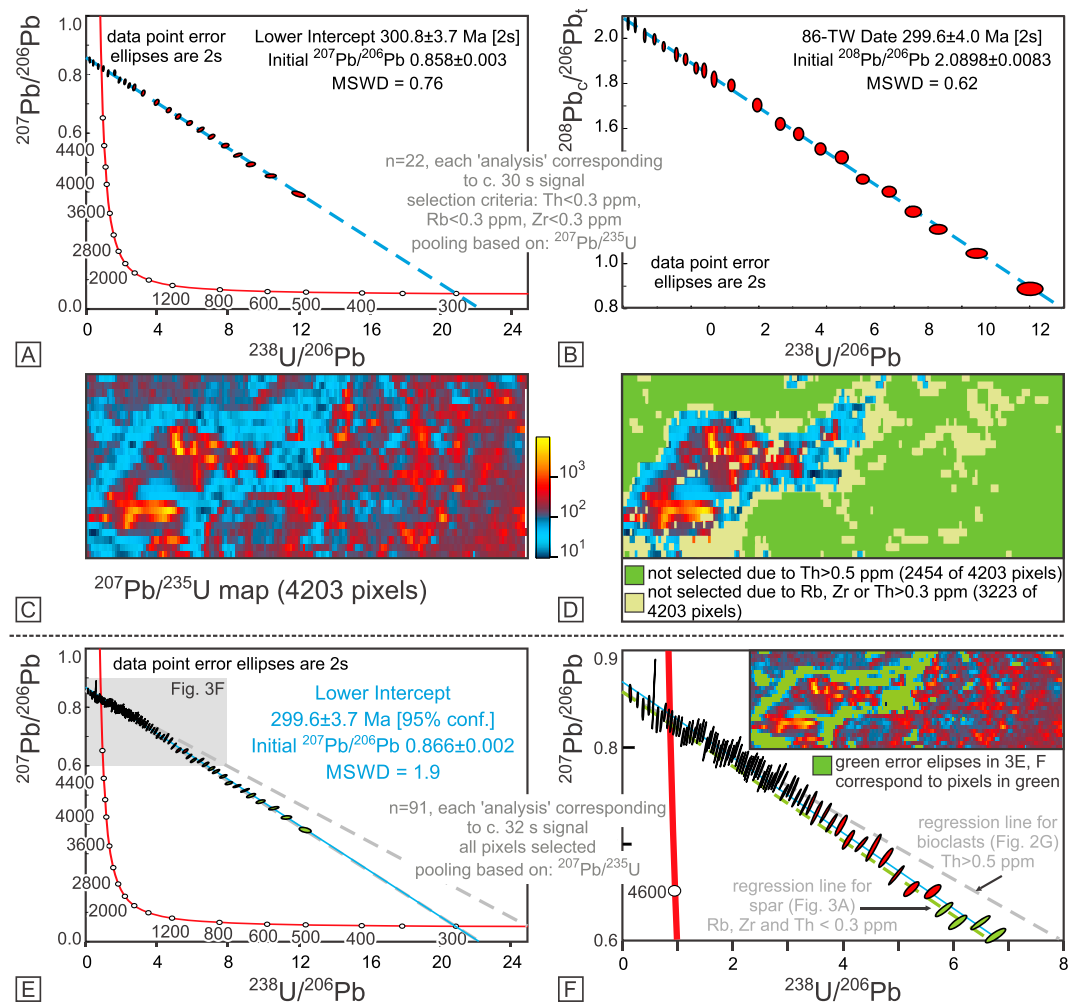 1.0
0.8
0.6
4400
4000
3600
2800
2000
0.0
data point error
ellipses are 2s
Lower Intercept 300.8±3.7 Ma [2s]
Initial ²⁰⁷Pb/²⁰⁶Pb 0.858±0.003
MSWD = 0.76
1200
800
600
500
400
300
0
4
8
12
16
20
24
²⁰⁷Pb/²⁰⁶Pb
²³⁸U/²⁰⁶Pb
A
n=22, each 'analysis' corresponding
to c. 30 s signal
selection criteria: Th<0.3 ppm,
Rb<0.3 ppm, Zr<0.3 ppm
pooling based on: ²⁰⁷Pb/²³⁵U
2.0
1.8
1.6
1.0
0.8
²⁰⁸Pbc/²⁰⁶Pbt
86-TW Date 299.6±4.0 Ma [2s]
Initial ²⁰⁸Pb/²⁰⁶Pb 2.0898±0.0083
MSWD = 0.62
data point error
ellipses are 2s
0
2
4
6
8
10
12
²³⁸U/²⁰⁶Pb
B
10³
10²
10¹
C
²⁰⁷Pb/²³⁵U map (4203 pixels)
D
not selected due to Th>0.5 ppm (2454 of 4203 pixels)
not selected due to Rb, Zr or Th>0.3 ppm (3223 of
4203 pixels)
1.0
0.8
0.6
4400
4000
3600
2800
2000
0.0
²⁰⁷Pb/²⁰⁶Pb
data point error ellipses are 2s
Fig. 3F
Lower Intercept
299.6±3.7 Ma [95% conf.]
Initial ²⁰⁷Pb/²⁰⁶Pb 0.866±0.002
MSWD = 1.9
n=91, each 'analysis' corresponding
to c. 32 s signal
all pixels selected
pooling based on: ²⁰⁷Pb/²³⁵U
1200
800
600
500
400
300
0
4
8
12
16
20
24
²³⁸U/²⁰⁶Pb
E
0.9
0.8
0.6
²⁰⁷Pb/²⁰⁶Pb
green error elipses in 3E, F
correspond to pixels in green
regression line for
bioclasts (Fig. 2G)
Th>0.5 ppm
4600
regression line for
spar (Fig. 3A)
Rb, Zr and Th < 0.3 ppm
0
2
4
6
8
²³⁸U/²⁰⁶Pb
F